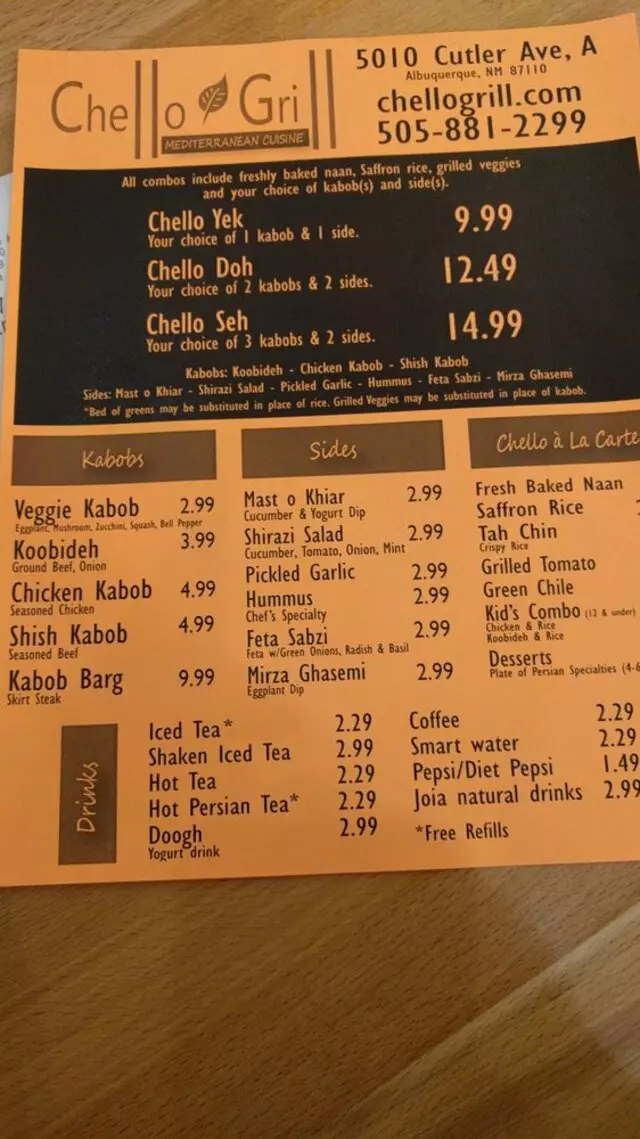 Chello Grill
MEDITERRANEAN CUISINE
5010 Cutler Ave, A
Albuquerque, NM 87110
chellogrill.com
505-881-2299
All combos include freshly baked naan, Saffron rice, grilled veggies
and your choice of kabob(s) and side(s).
Chello Yek 9.99
Your choice of 1 kabob & 1 side.
Chello Doh 12.49
Your choice of 2 kabobs & 2 sides.
Chello Seh 14.99
Your choice of 3 kabobs & 2 sides.
Kabobs: Koobideh - Chicken Kabob - Shish Kabob
Sides: Mast o Khiar - Shirazi Salad - Pickled Garlic - Hummus - Feta Sabzi - Mirza Ghasemi
*Bed of greens may be substituted in place of rice. Grilled Veggies may be substituted in place of kabob.
Kabobs
Veggie Kabob 2.99
Eggplant, Mushroom, Zucchini, Squash, Bell Pepper
Koobideh 3.99
Ground Beef, Onion
Chicken Kabob 4.99
Seasoned Chicken
Shish Kabob 4.99
Seasoned Beef
Kabob Barg 9.99
Skirt Steak
Sides
Mast o Khiar 2.99
Cucumber & Yogurt Dip
Shirazi Salad 2.99
Cucumber, Tomato, Onion, Mint
Pickled Garlic 2.99
Hummus 2.99
Chef's Specialty
Feta Sabzi 2.99
Feta w/Green Onions, Radish & Basil
Mirza Ghasemi 2.99
Eggplant Dip
Chello à La Carte
Fresh Baked Naan
Saffron Rice
Tah Chin
Crispy Rice
Grilled Tomato
Green Chile
Kid's Combo (12 & under)
Chicken & Rice
Koobideh & Rice
Desserts
Plate of Persian Specialties (4-6
Drinks
Iced Tea* 2.29
Shaken Iced Tea 2.99
Hot Tea 2.29
Hot Persian Tea* 2.29
Doogh 2.99
Yogurt drink
Coffee 2.29
Smart water 2.29
Pepsi/Diet Pepsi 1.49
Joia natural drinks 2.99
*Free Refills